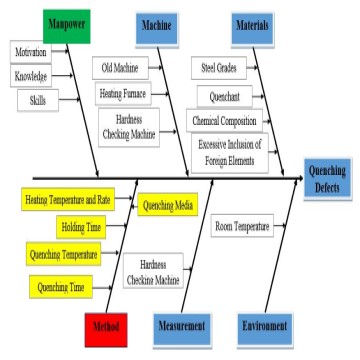 Manpower
Machine
Materials
Motivation
Knowledge
Skills
Old Machine
Heating Furnace
Hardness
Checking Machine
Steel Grades
Quenchant
Chemical Composition
Excessive Inclusion of
Foreign Elements
Quenching
Defects
Heating Temperature and Rate
Quenching Media
Holding Time
Quenching Temperature
Quenching Time
Hardness
Checking Machine
Room Temperature
Method
Measurement
Environment